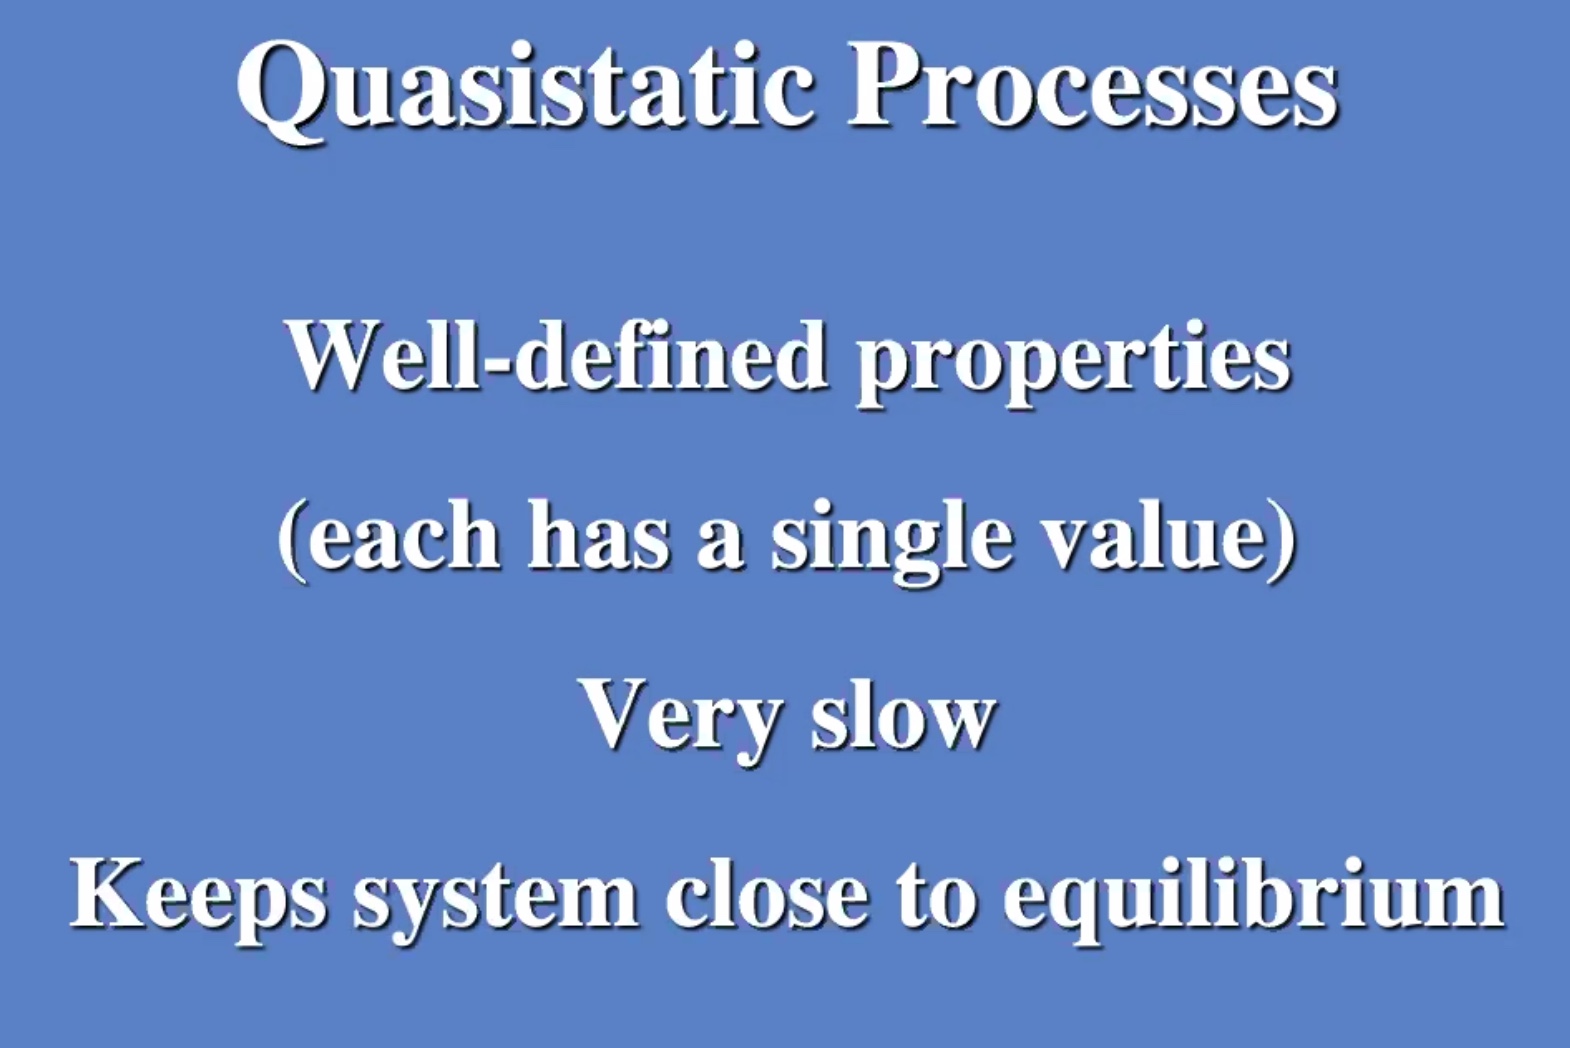 Quasistatic Processes
Well-defined properties
(each has a single value)
Very slow
Keeps system close to equilibrium